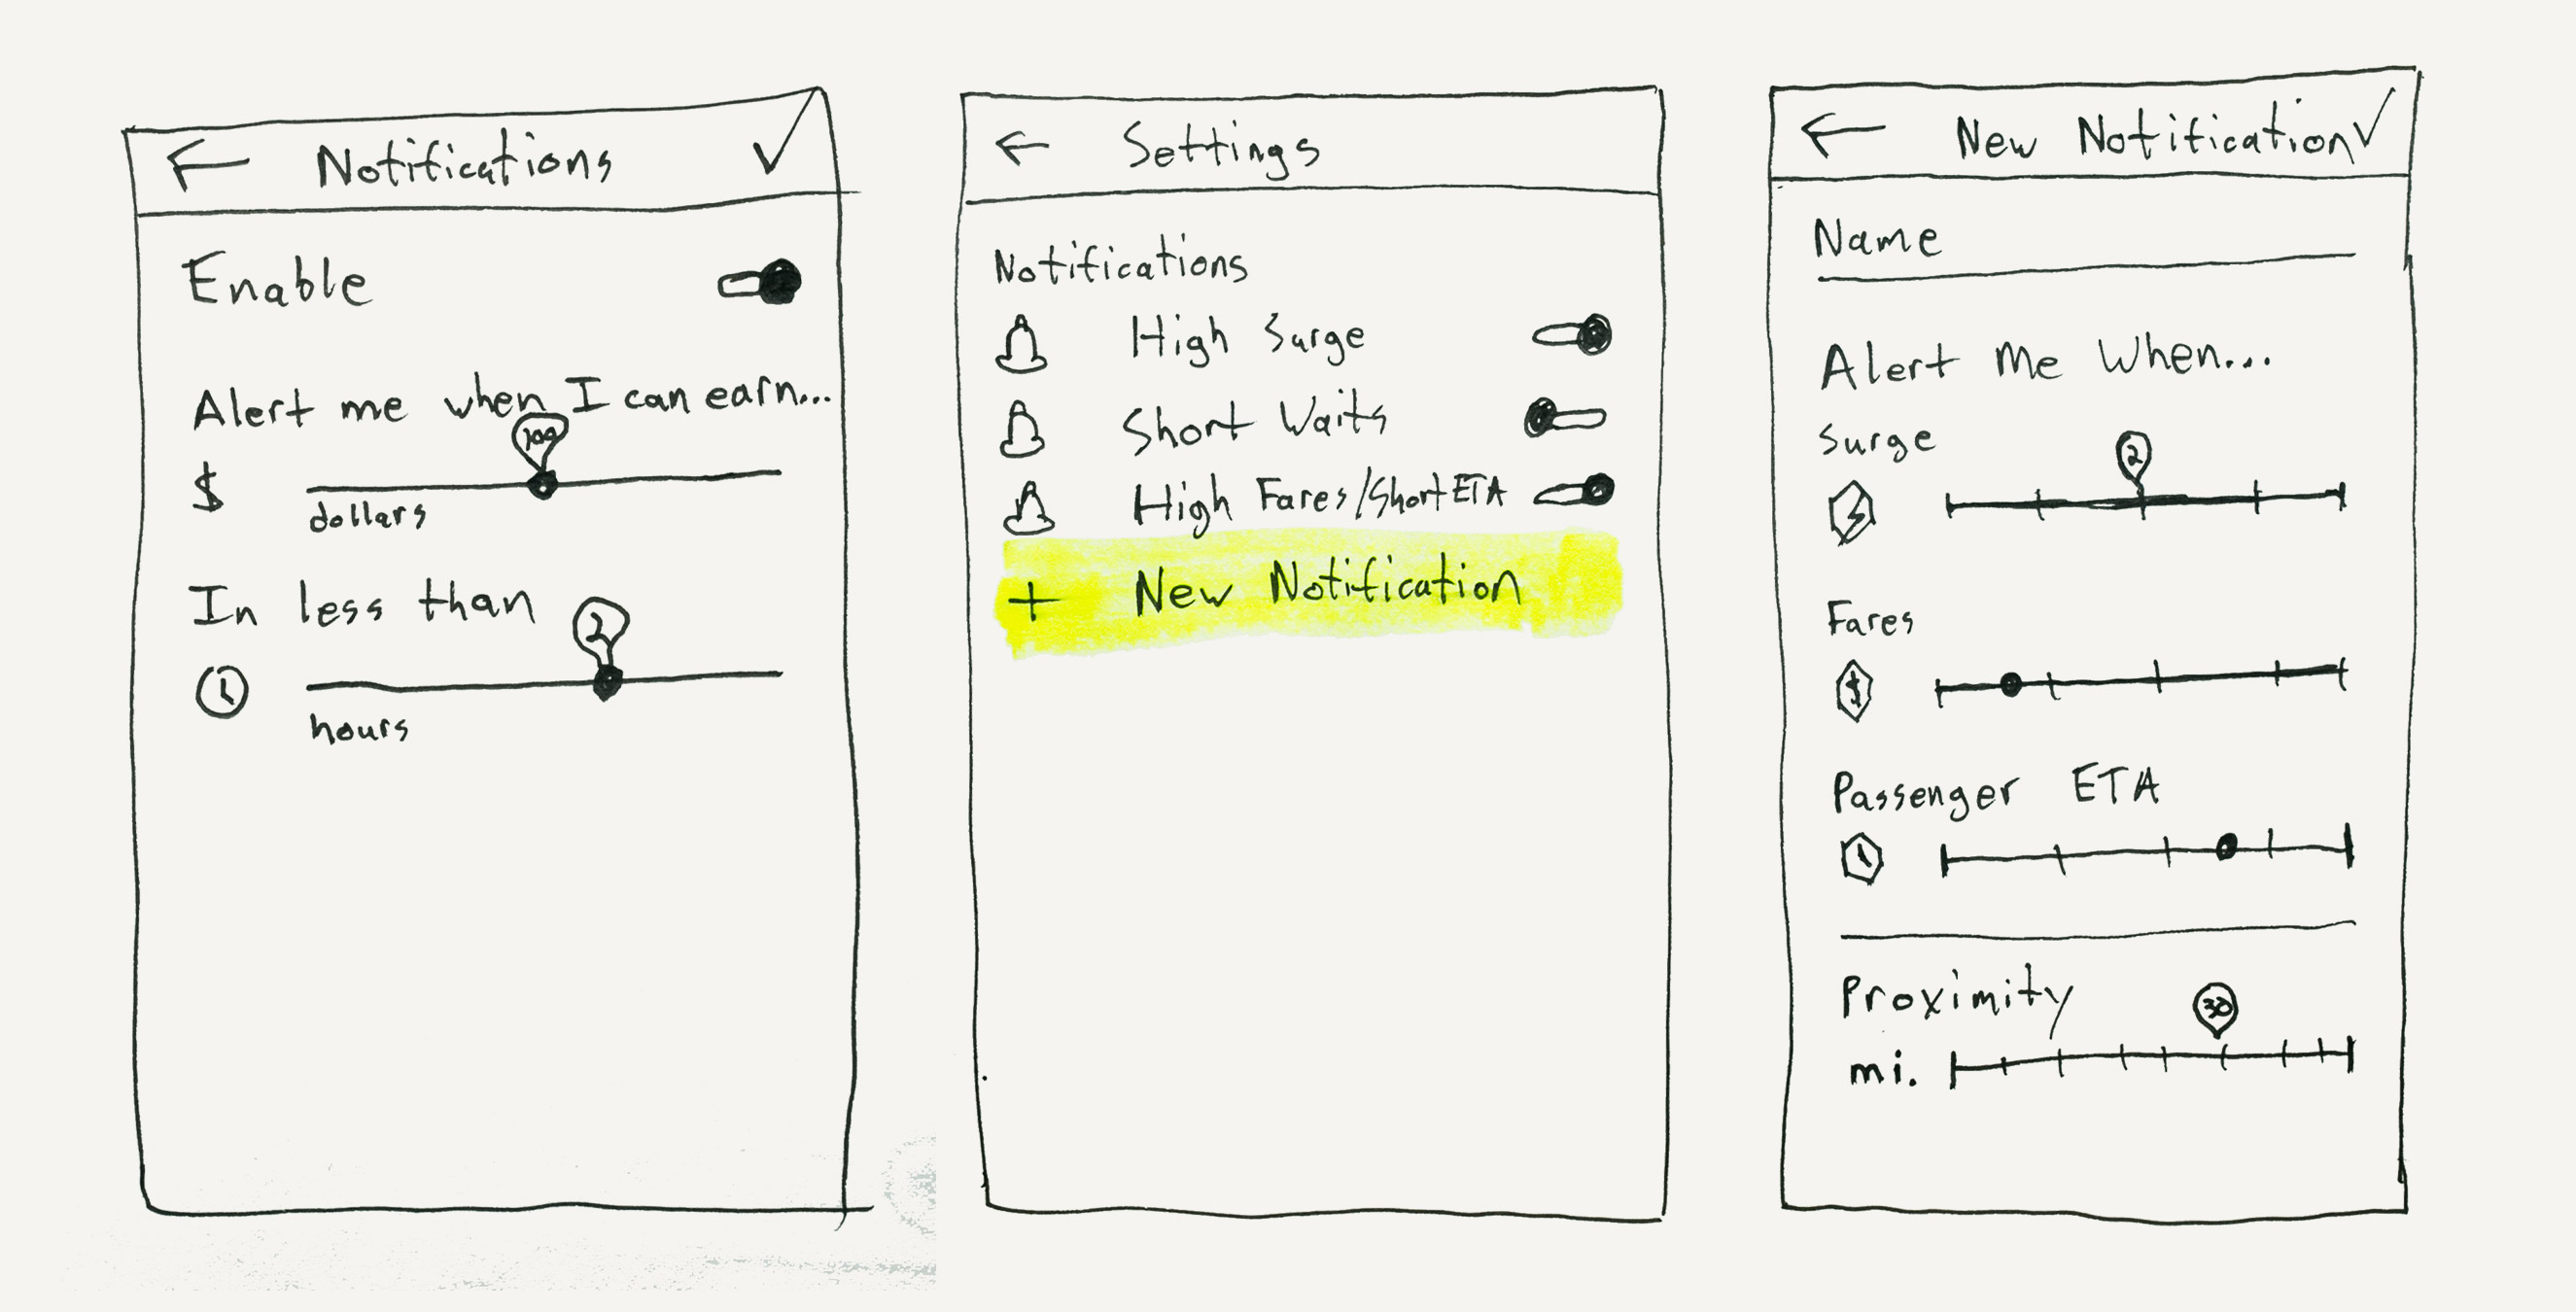 Notifications
Enable
Alert me when I can earn...
100
$
dollars
In less than
2
hours
Settings
Notifications
High Surge
Short Waits
High Fares/Short ETA
+ New Notification
New Notification
Name
Alert Me When...
Surge
2
Fares
$
Passenger ETA
Proximity
30
mi.